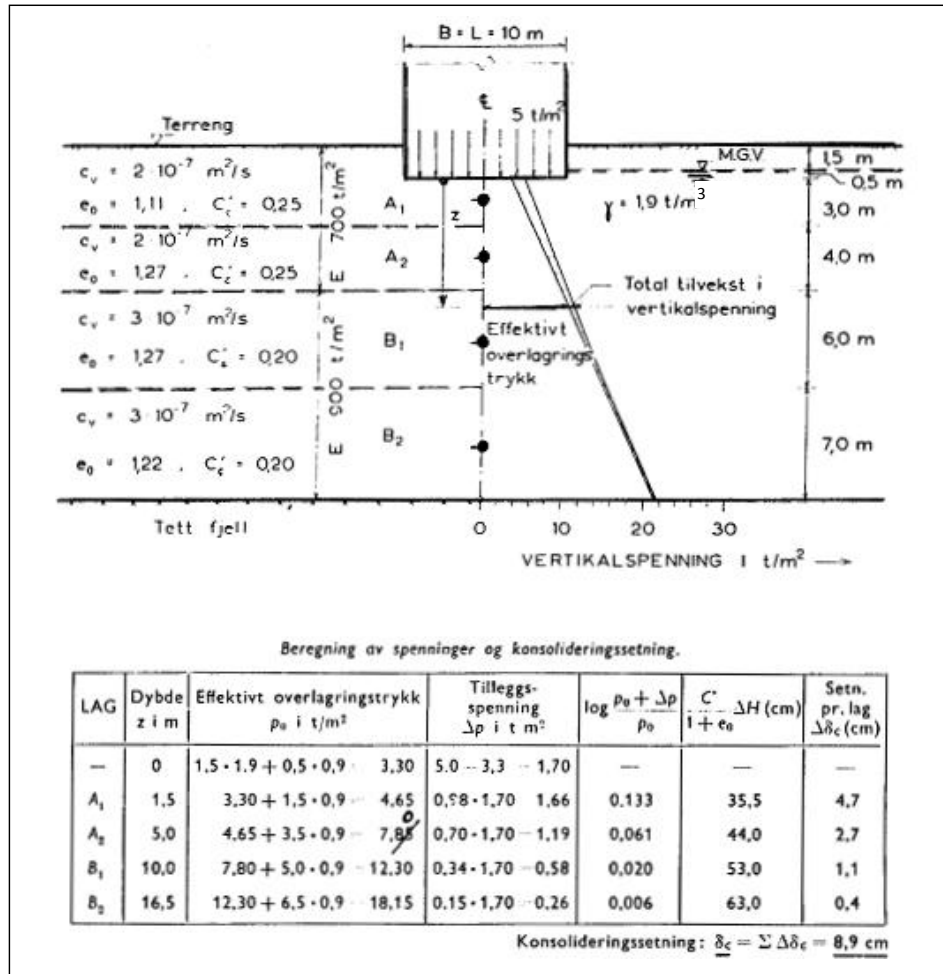 B = L = 10 m
¢
5 t/m²
Terreng
M.G.V
1,5 m
0,5 m
c_v = 2·10⁻⁷ m²/s
e₀ = 1,11 , C'c = 0,25
A₁
z
γ = 1,9 t/m3
3,0 m
c_v = 2·10⁻⁷ m²/s
e₀ = 1,27 , C'c = 0,25
E 700 t/m²
A₂
4,0 m
Total tilvekst i
vertikalspenning
c_v = 3·10⁻⁷ m²/s
e₀ = 1,27 , C'c = 0,20
B₁
Effektivt
overlagrings
trykk
6,0 m
c_v = 3·10⁻⁷ m²/s
e₀ = 1,22 , C'c = 0,20
E 900 t/m²
B₂
7,0 m
Tett fjell
0 10 20 30
VERTIKALSPENNING I t/m² →
Beregning av spenninger og konsolideringssetning.
LAG Dybde z i m Effektivt overlagringstrykk p₀ i t/m² Tilleggs-spenning Δp i t m² log (p₀ + Δp)/p₀ C'/(1 + e₀) ΔH (cm) Setn. pr. lag Δδc (cm)
— 0 1,5 · 1.9 + 0,5 · 0,9 3,30 5.0 – 3,3 1,70 — — —
A₁ 1,5 3,30 + 1,5 · 0,9 4,65 0,98 · 1,70 1,66 0.133 35,5 4,7
0
A₂ 5,0 4,65 + 3,5 · 0,9 7,85 0,70 · 1,70 1,19 0,061 44,0 2,7
B₁ 10,0 7,80 + 5,0 · 0,9 12,30 0,34 · 1,70 0,58 0,020 53,0 1,1
B₂ 16,5 12,30 + 6,5 · 0,9 18,15 0,15 · 1,70 0,26 0,006 63,0 0,4
Konsolideringssetning: δc = Σ Δδc = 8,9 cm